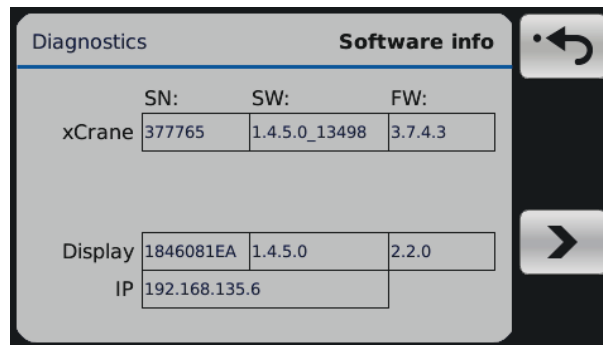 Diagnostics Software info
SN: SW: FW:
xCrane 377765 1.4.5.0_13498 3.7.4.3
Display 1846081EA 1.4.5.0 2.2.0
IP 192.168.135.6